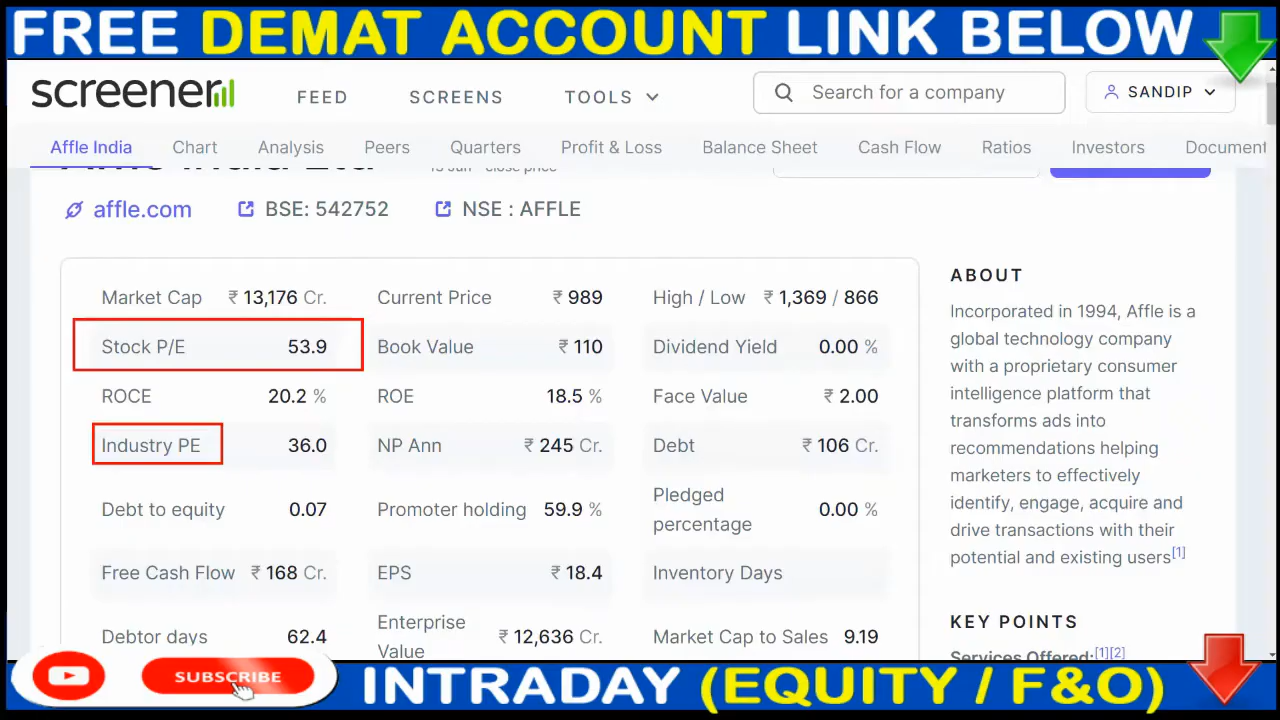 FREE DEMAT ACCOUNT LINK BELOW
screener FEED SCREENS TOOLS Search for a company SANDIP
Affle India Chart Analysis Peers Quarters Profit & Loss Balance Sheet Cash Flow Ratios Investors Document
affle.com BSE: 542752 NSE : AFFLE
Market Cap ₹ 13,176 Cr. Current Price ₹ 989 High / Low ₹ 1,369 / 866
Stock P/E 53.9 Book Value ₹ 110 Dividend Yield 0.00 %
ROCE 20.2 % ROE 18.5 % Face Value ₹ 2.00
Industry PE 36.0 NP Ann ₹ 245 Cr. Debt ₹ 106 Cr.
Debt to equity 0.07 Promoter holding 59.9 % Pledged percentage 0.00 %
Free Cash Flow ₹ 168 Cr. EPS ₹ 18.4 Inventory Days
Debtor days 62.4 Enterprise Value ₹ 12,636 Cr. Market Cap to Sales 9.19
ABOUT
Incorporated in 1994, Affle is a
global technology company
with a proprietary consumer
intelligence platform that
transforms ads into
recommendations helping
marketers to effectively
identify, engage, acquire and
drive transactions with their
potential and existing users[1]
KEY POINTS
Services Offered:[1][2]
SUBSCRIBE
INTRADAY (EQUITY / F&O)